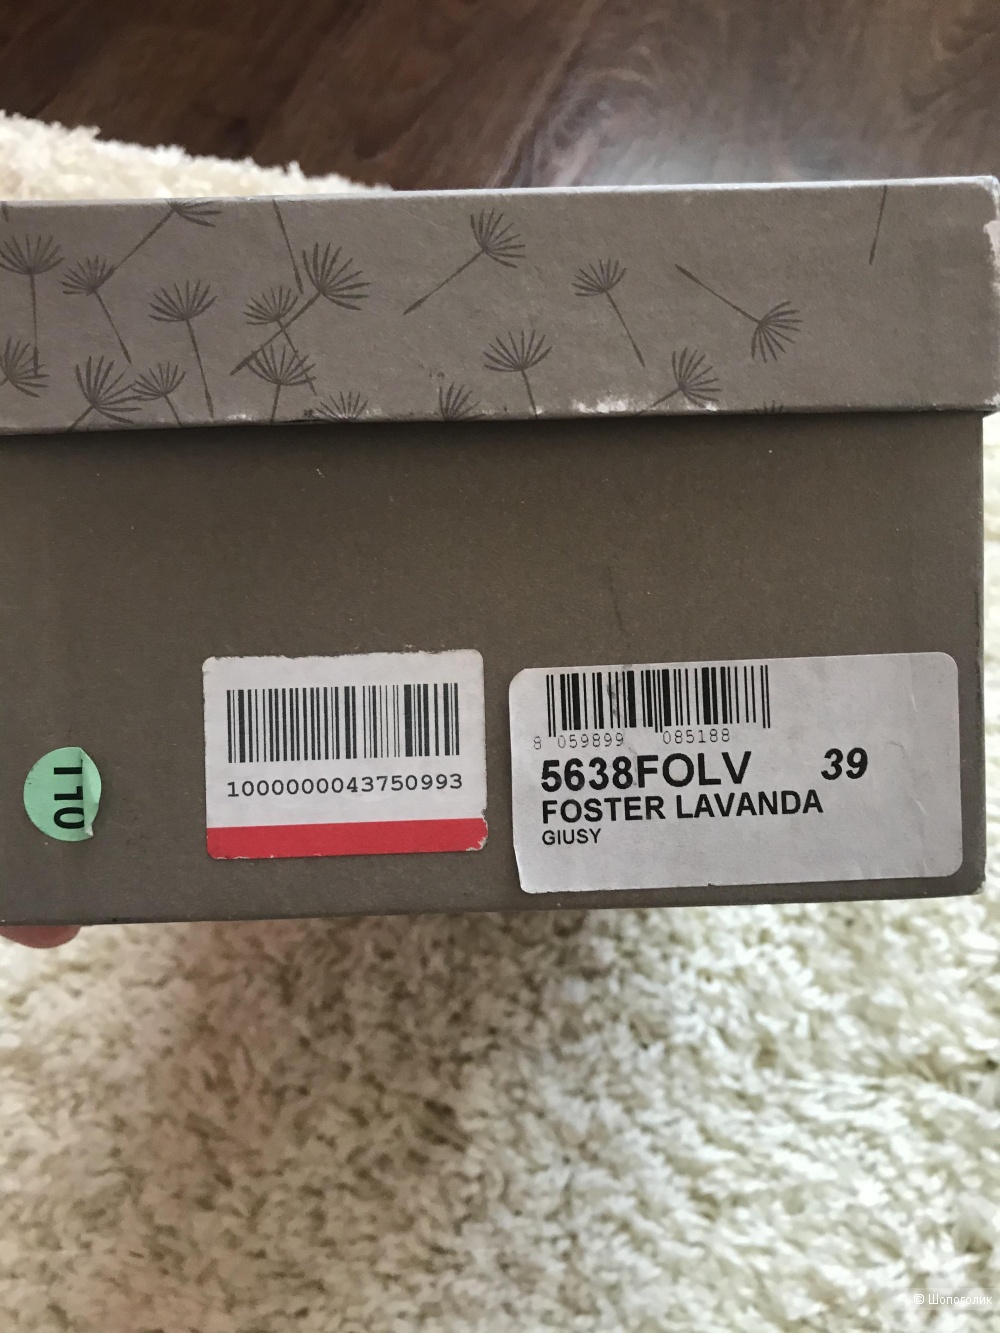 110
1000000043750993
8 059899 085188
5638FOLV 39
FOSTER LAVANDA
GIUSY
© Шопоголик